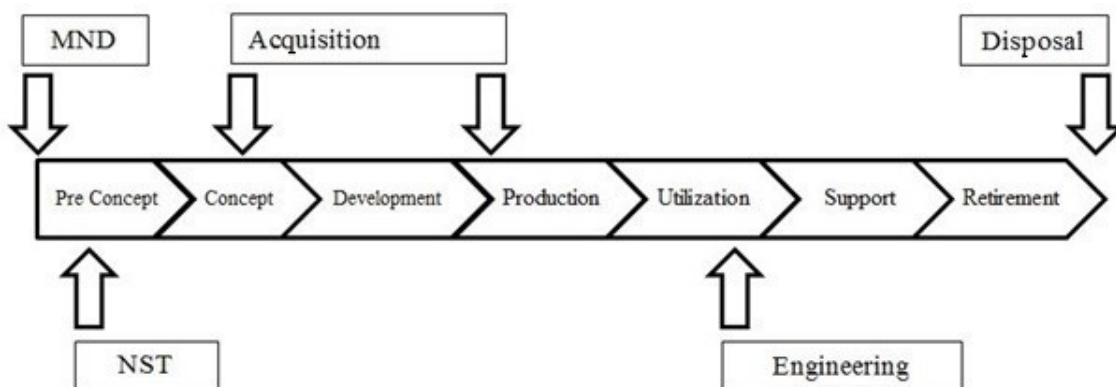 MND
Acquisition
Disposal
Pre Concept
Concept
Development
Production
Utilization
Support
Retirement
NST
Engineering